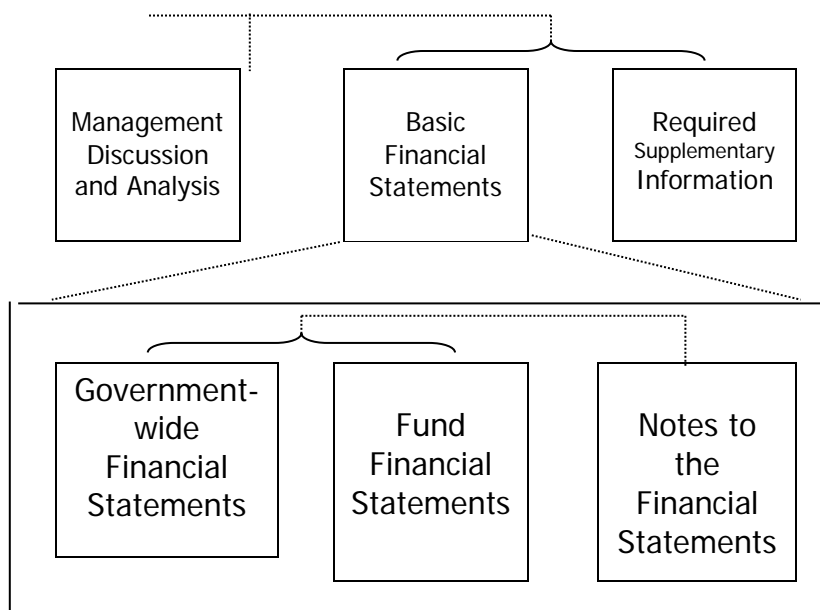 Management
Discussion
and Analysis
Basic
Financial
Statements
Required
Supplementary
Information
Government-
wide
Financial
Statements
Fund
Financial
Statements
Notes to
the
Financial
Statements